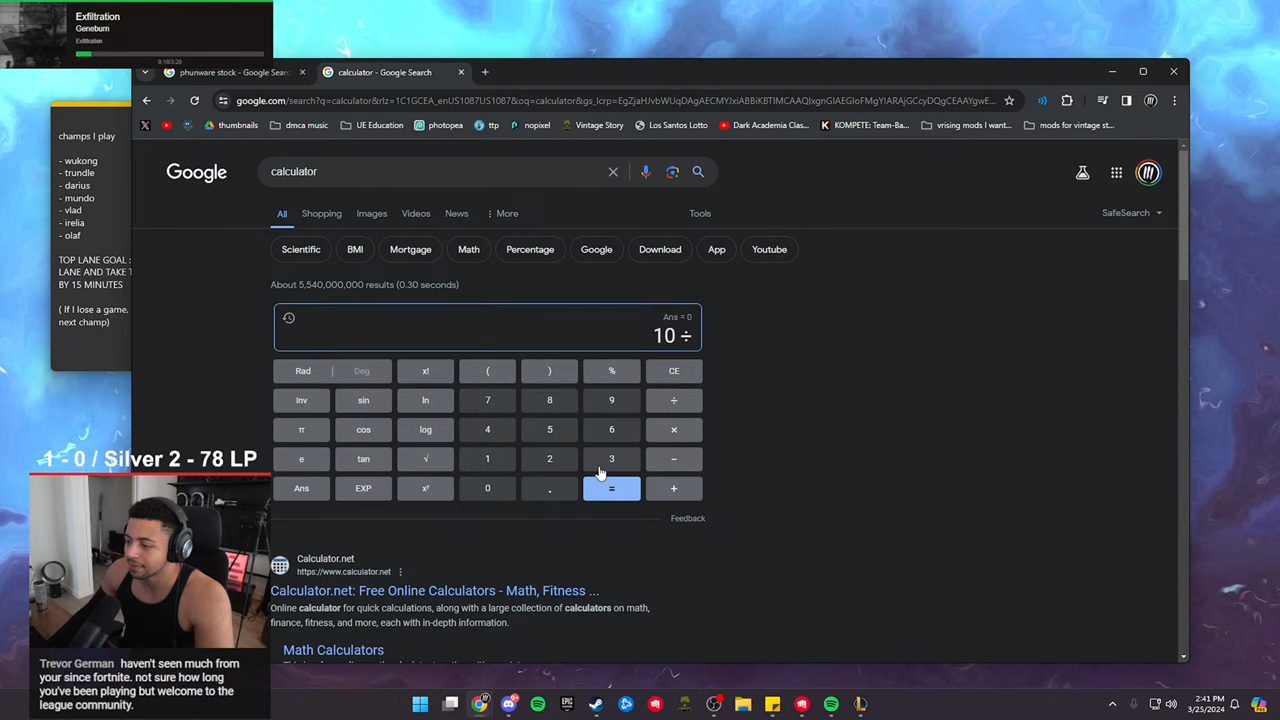 Exfiltration
Geneburn
Exfiltration
0:16/3:20
phunware stock - Google Searc
calculator - Google Search
google.com/search?q=calculator&rlz=1C1GCEA_enUS1087US1087&oq=calculator&gs_lcrp=
thumbnails
dmca music
UE Education
photopea
ttp
nopixel
Vintage Story
Los Santos Lotto
Dark Academia Clas...
KOMPETE: Team-Ba...
vrising mods I want...
mods for vintage st...
champs I play
- wukong
- trundle
- darius
- mundo
- vlad
- irelia
- olaf
TOP LANE GOAL :
LANE AND TAKE T
BY 15 MINUTES
( If I lose a game,
next champ)
Google
calculator
All Shopping Images Videos News More Tools
SafeSearch
Scientific BMI Mortgage Math Percentage Google Download App Youtube
About 5,540,000,000 results (0.30 seconds)
Ans = 0
10 ÷
Rad Deg x! ( ) % CE
Inv sin ln 7 8 9 ÷
π cos log 4 5 6 ×
e tan √ 1 2 3 −
Ans EXP xʸ 0 . = +
Feedback
Calculator.net
https://www.calculator.net
Calculator.net: Free Online Calculators - Math, Fitness ...
Online calculator for quick calculations, along with a large collection of calculators on math,
finance, fitness, and more, each with in-depth information.
Math Calculators
1 - 0 / Silver 2 - 78 LP
Trevor German haven't seen much from
your since fortnite. not sure how long
you've been playing but welcome to the
league community.
2:41 PM
3/25/2024